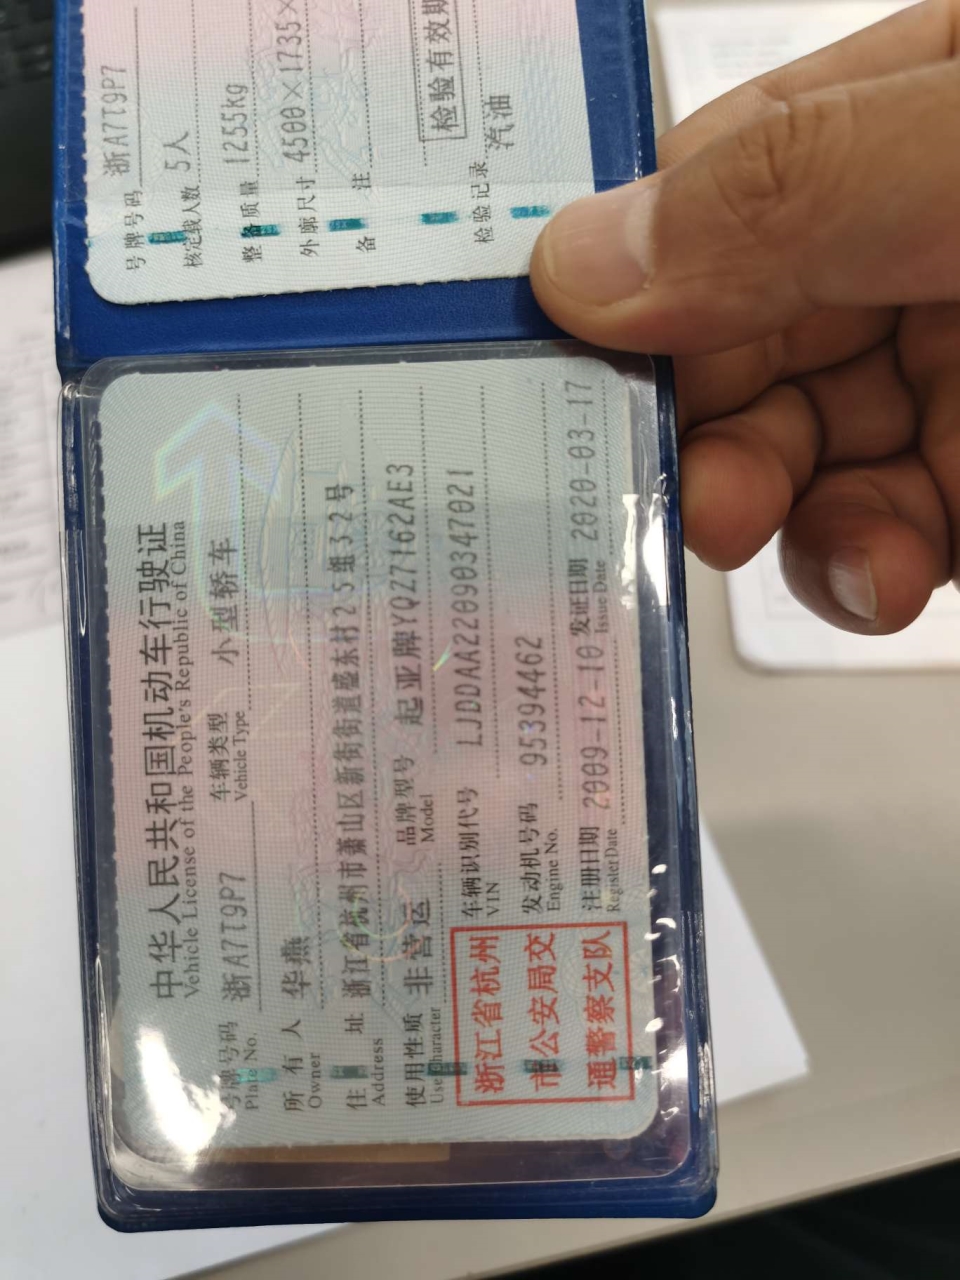 中华人民共和国机动车行驶证
Vehicle License of the People's Republic of China
号牌号码 浙A7T9P7 车辆类型 小型轿车
Plate No. Vehicle Type
所有人 华燕
Owner
住址 浙江省杭州市萧山区新街街道盛东村25组32号
Address
使用性质 非营运 品牌型号 起亚牌YQZ7162AE3
Use Character Model
浙江省杭州
市公安局交
通警察支队
车辆识别代号 LJDDAA22090347021
VIN
发动机号码 95394462
Engine No.
注册日期 2009-12-10 发证日期 2020-03-17
Register Date Issue Date
号牌号码 浙A7T9P7
核定载人数 5人
整备质量 1255kg
外廓尺寸 4500×1735×
备注
检验有效期
检验记录 汽油